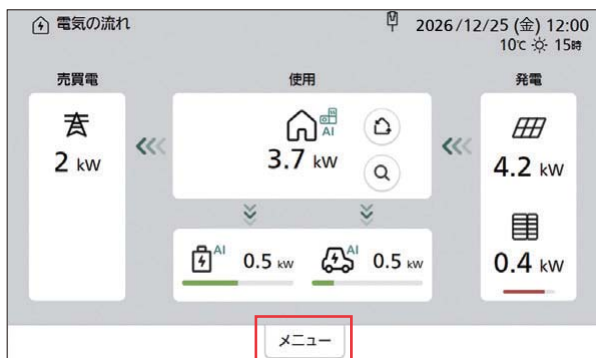 電気の流れ
2026/12/25 (金) 12:00
10℃ 15時
売買電 使用 発電
AI
2 kW
3.7 kW
4.2 kW
AI 0.5 kW AI 0.5 kW
0.4 kW
メニュー